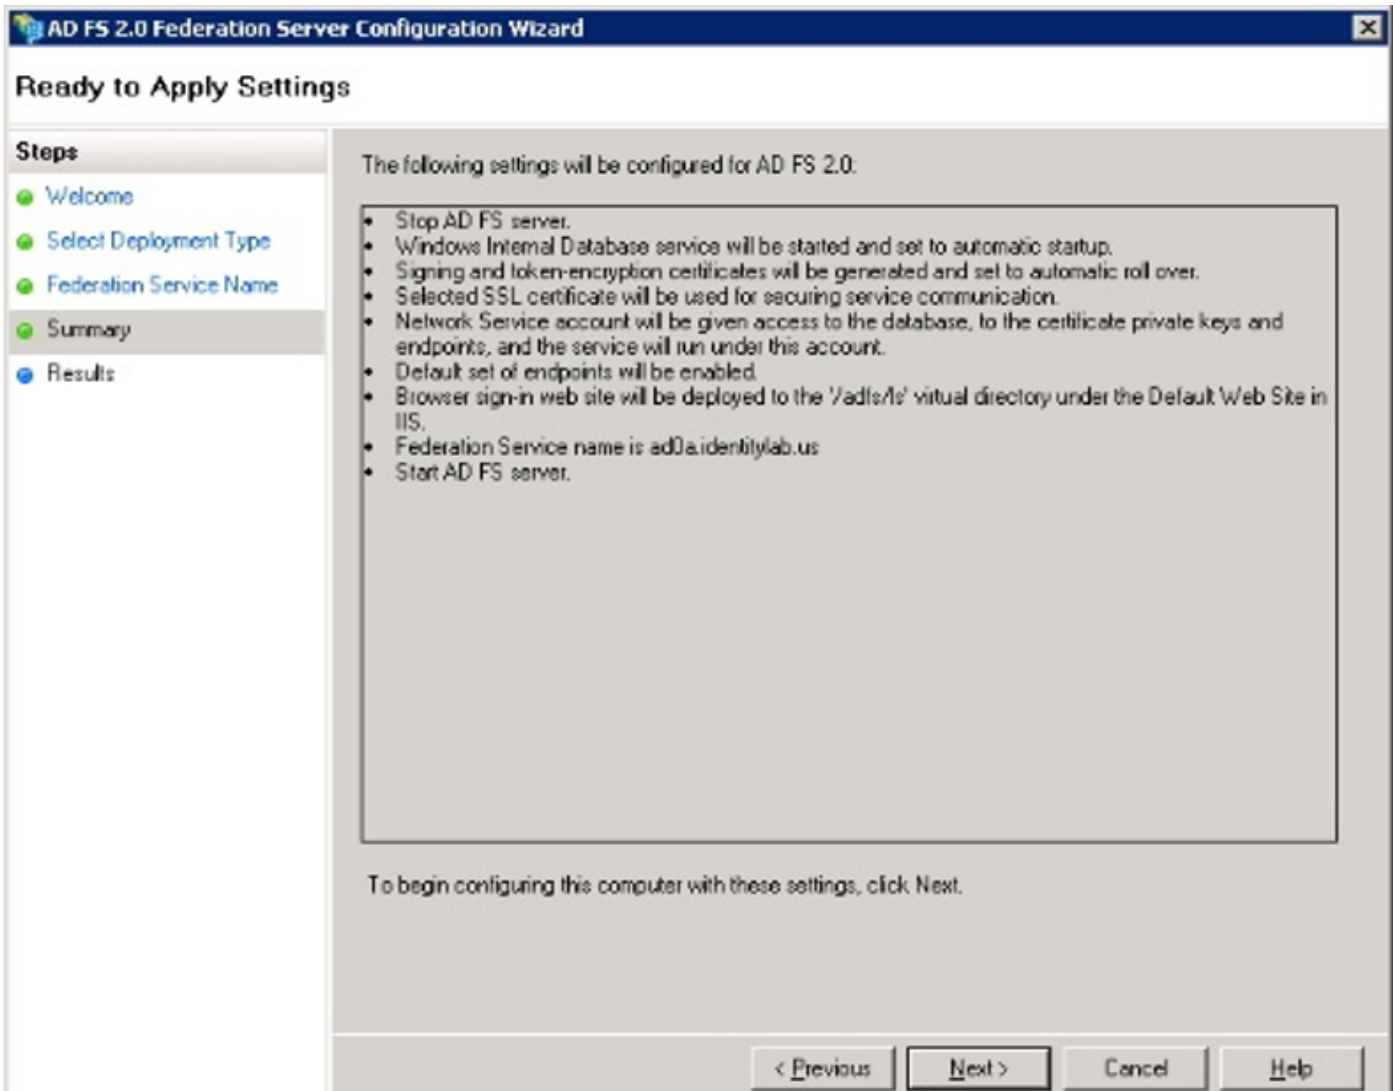 AD FS 2.0 Federation Server Configuration Wizard
Ready to Apply Settings
Steps
Welcome
Select Deployment Type
Federation Service Name
Summary
Results
The following settings will be configured for AD FS 2.0:
• Stop AD FS server.
• Windows Internal Database service will be started and set to automatic startup.
• Signing and token-encryption certificates will be generated and set to automatic roll over.
• Selected SSL certificate will be used for securing service communication.
• Network Service account will be given access to the database, to the certificate private keys and
endpoints, and the service will run under this account.
• Default set of endpoints will be enabled.
• Browser sign-in web site will be deployed to the '/adfs/ls' virtual directory under the Default Web Site in
IIS.
• Federation Service name is ad0a.identitylab.us
• Start AD FS server.
To begin configuring this computer with these settings, click Next.
< Previous
Next >
Cancel
Help